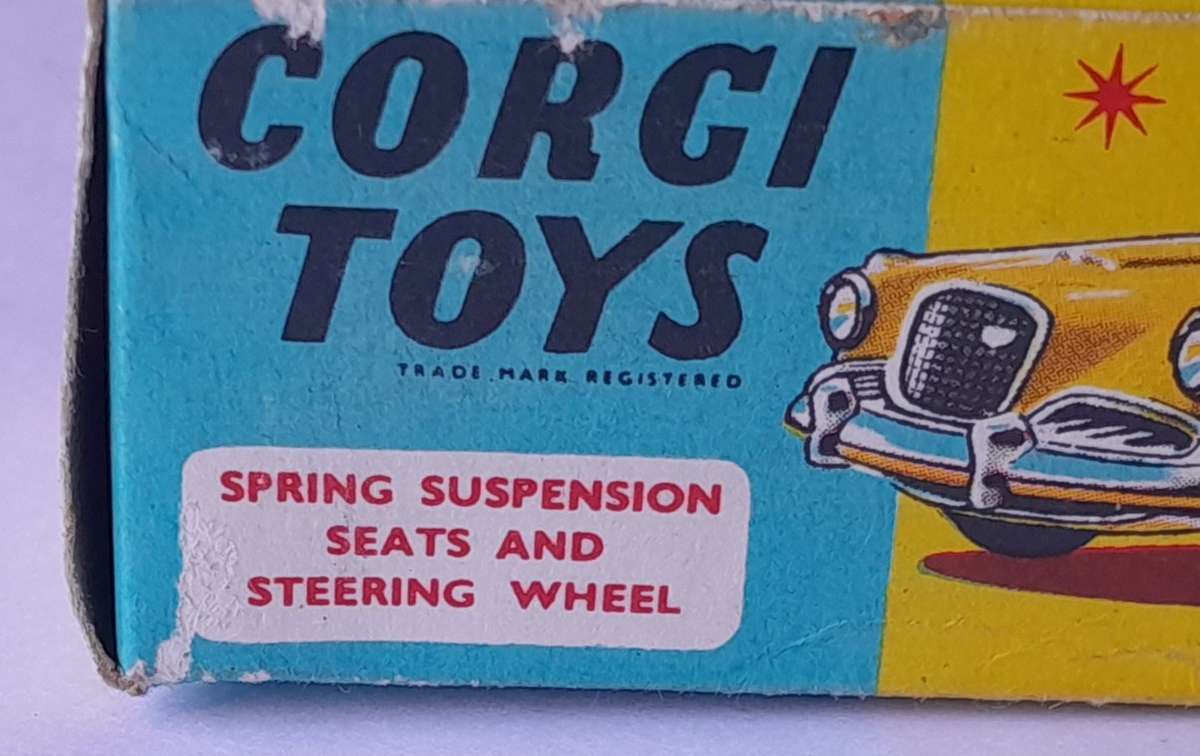 CORGI
TOYS
TRADE MARK REGISTERED
SPRING SUSPENSION
SEATS AND
STEERING WHEEL